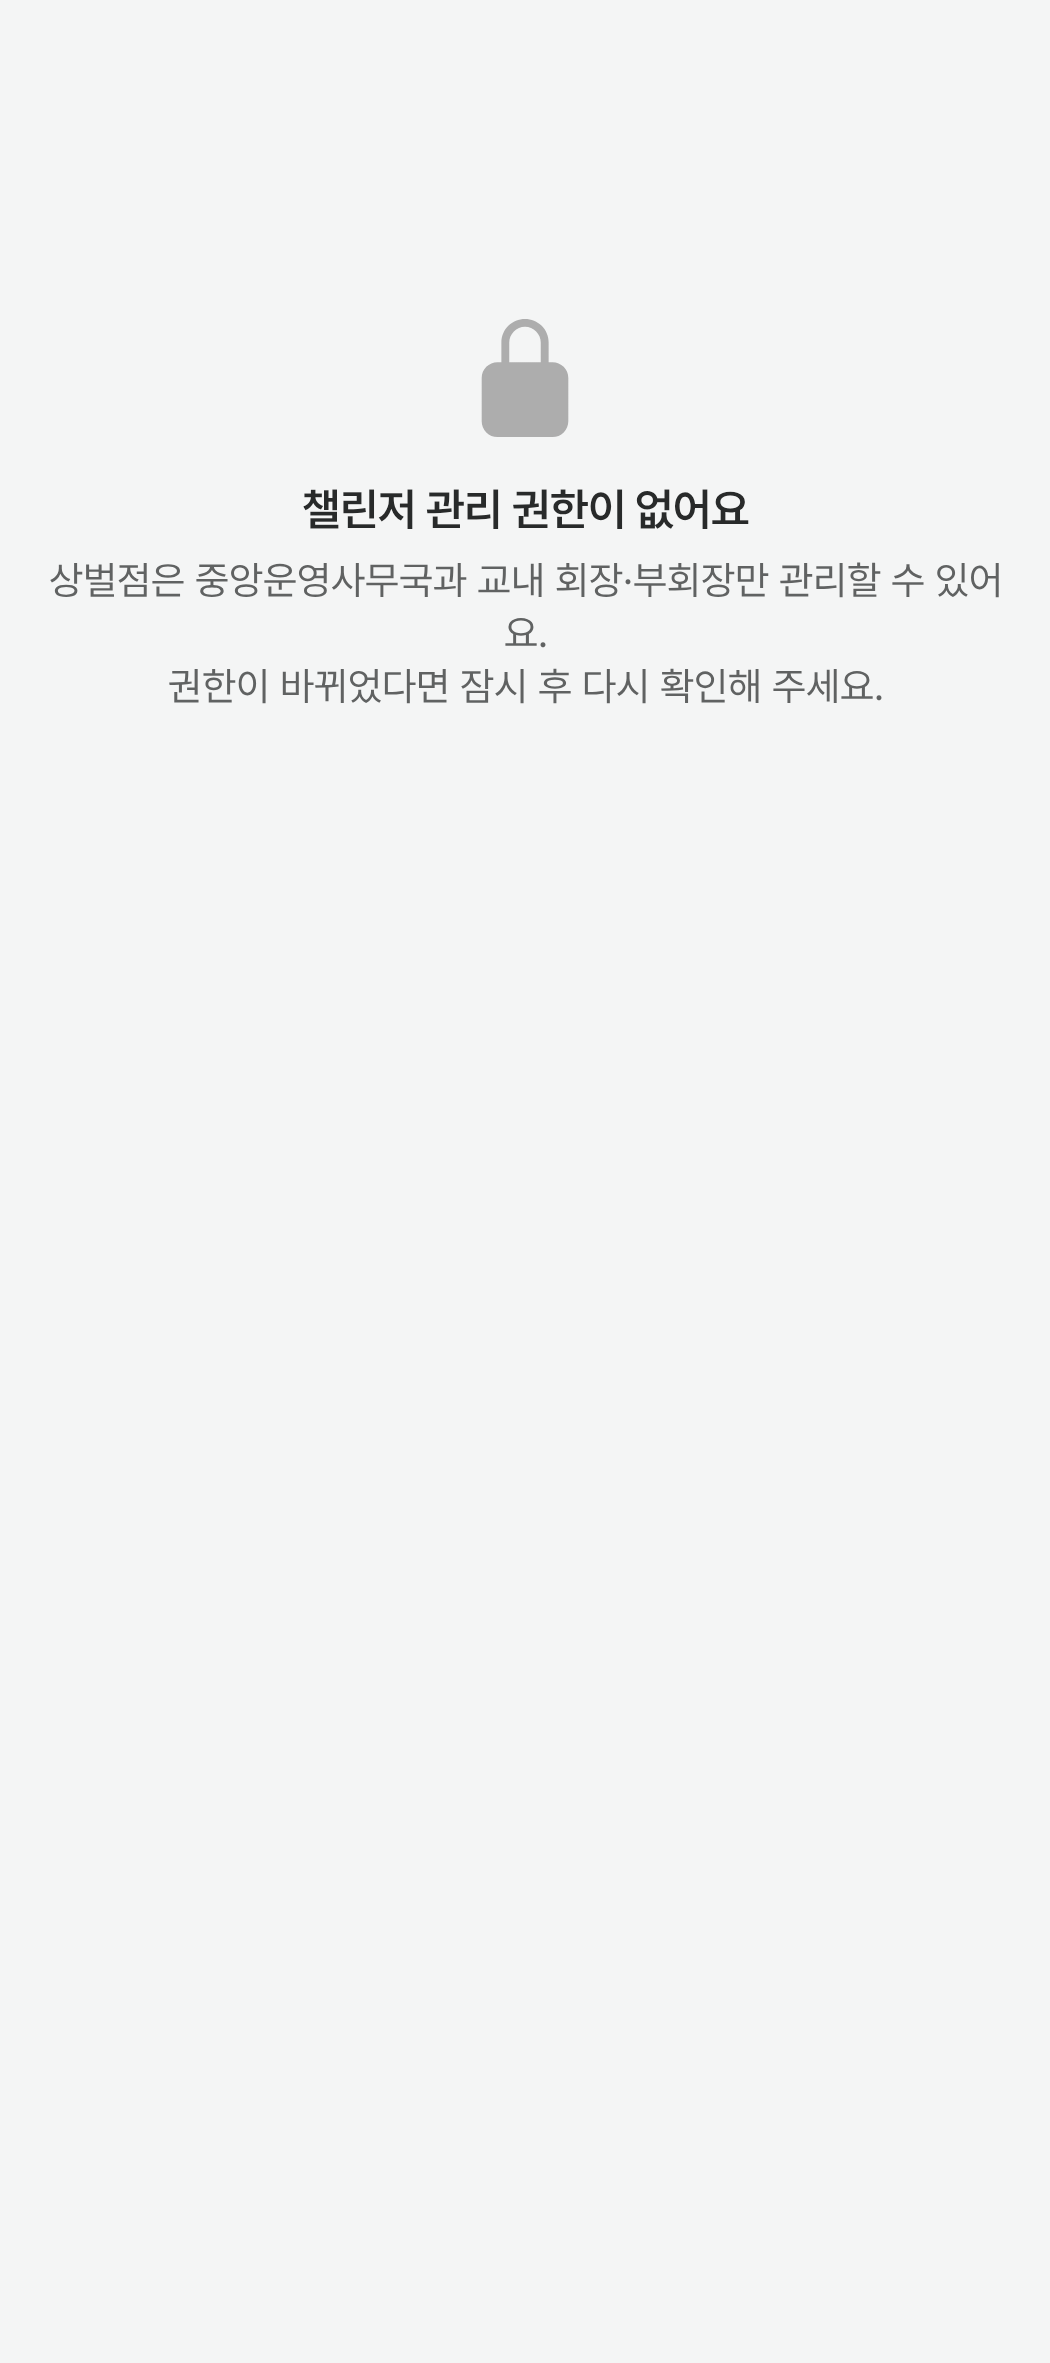 챌린저 관리 권한이 없어요
상벌점은 중앙운영사무국과 교내 회장·부회장만 관리할 수 있어
요.
권한이 바뀌었다면 잠시 후 다시 확인해 주세요.